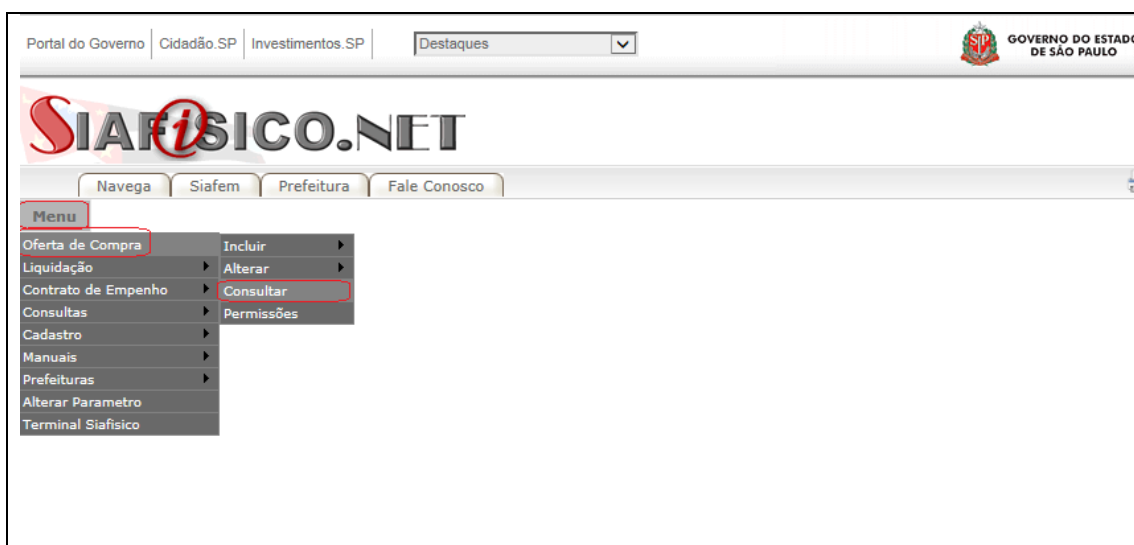 Portal do Governo Cidadão.SP Investimentos.SP Destaques
GOVERNO DO ESTADO
DE SÃO PAULO
SIAFISICO.NET
Navega Siafem Prefeitura Fale Conosco
Menu
Oferta de Compra
Liquidação
Contrato de Empenho
Consultas
Cadastro
Manuais
Prefeituras
Alterar Parametro
Terminal Siafisico
Incluir
Alterar
Consultar
Permissões